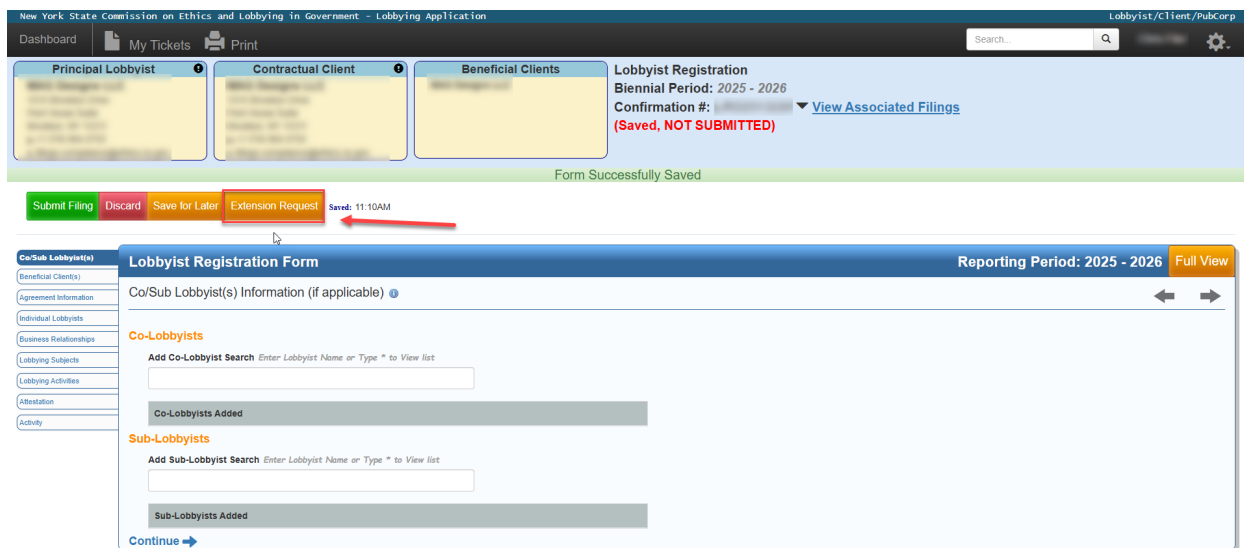 New York State Commission on Ethics and Lobbying in Government - Lobbying Application
Lobbyist/Client/PubCorp
Dashboard
My Tickets
Print
Search...
Principal Lobbyist
Contractual Client
Beneficial Clients
Lobbyist Registration
Biennial Period: 2025 - 2026
Confirmation #:
View Associated Filings
(Saved, NOT SUBMITTED)
Form Successfully Saved
Submit Filing
Discard
Save for Later
Extension Request
Saved: 11:10AM
Co/Sub Lobbyist(s)
Beneficial Client(s)
Agreement Information
Individual Lobbyists
Business Relationships
Lobbying Subjects
Lobbying Activities
Attestation
Activity
Lobbyist Registration Form
Reporting Period: 2025 - 2026
Full View
Co/Sub Lobbyist(s) Information (if applicable)
Co-Lobbyists
Add Co-Lobbyist Search Enter Lobbyist Name or Type * to View list
Co-Lobbyists Added
Sub-Lobbyists
Add Sub-Lobbyist Search Enter Lobbyist Name or Type * to View list
Sub-Lobbyists Added
Continue